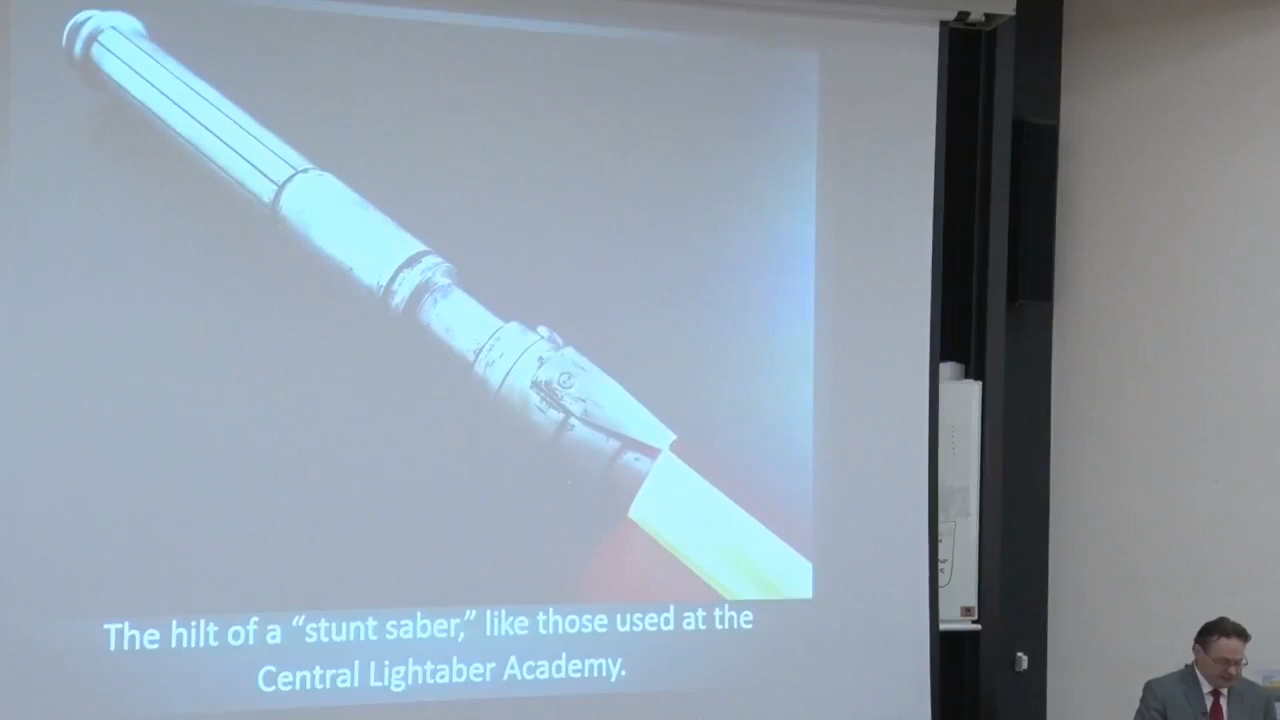 The hilt of a “stunt saber,” like those used at the
Central Lightaber Academy.